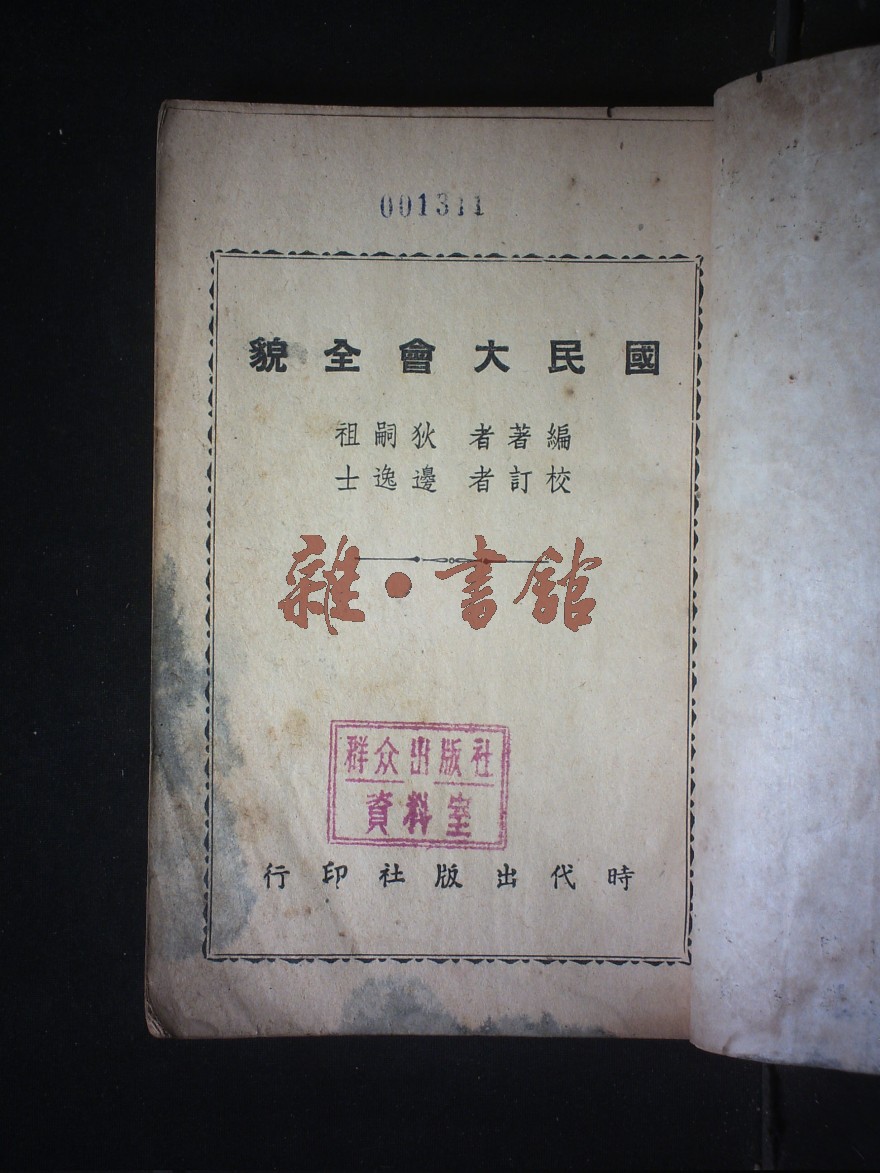 001311
國民大會全貌
編著者 狄嗣祖
校訂者 邊逸士
雜·書館
群众出版社
資料室
時代出版社印行